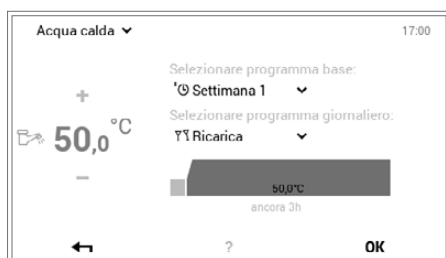 Acqua calda
17:00
Selezionare programma base:
Settimana 1
Selezionare programma giornaliero:
Ricarica
+
50,0 °C
−
50,0°C
ancora 3h
?
OK